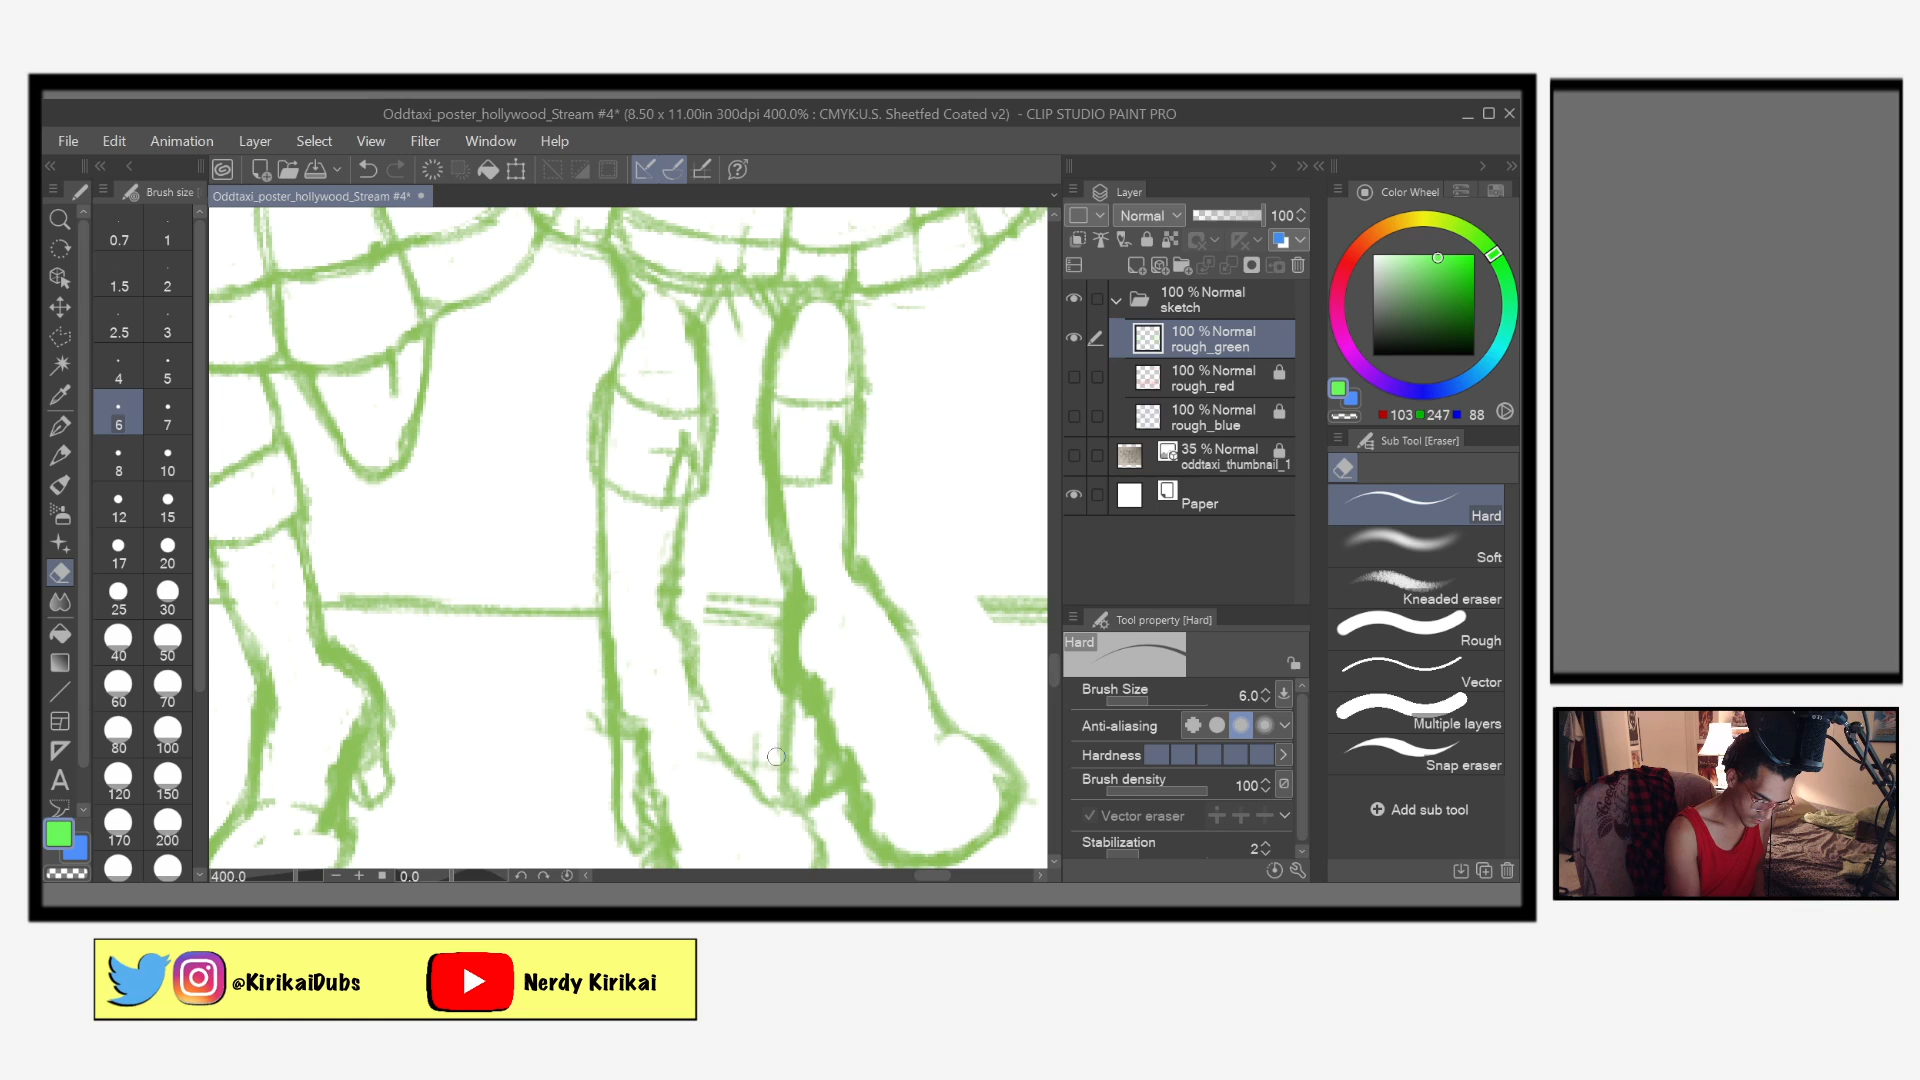 Oddtaxi_poster_hollywood_Stream #4* (8.50 x 11.00in 300dpi 400.0% : CMYK:U.S. Sheetfed Coated v2) - CLIP STUDIO PAINT PRO
File Edit Animation Layer Select View Filter Window Help
Brush size
Oddtaxi_poster_hollywood_Stream #4*
0.7 1
1.5 2
2.5 3
4 5
6 7
8 10
12 15
17 20
25 30
40 50
60 70
80 100
120 150
170 200
400.0 0.0
Layer
Normal 100
100 % Normal
sketch
100 % Normal
rough_green
100 % Normal
rough_red
100 % Normal
rough_blue
35 % Normal
oddtaxi_thumbnail_1
Paper
Tool property [Hard]
Hard
Brush Size 6.0
Anti-aliasing
Hardness
Brush density 100
Vector eraser
Stabilization 2
Color Wheel
103 247 88
Sub Tool [Eraser]
Hard
Soft
Kneaded eraser
Rough
Vector
Multiple layers
Snap eraser
Add sub tool
@KirikaiDubs
Nerdy Kirikai